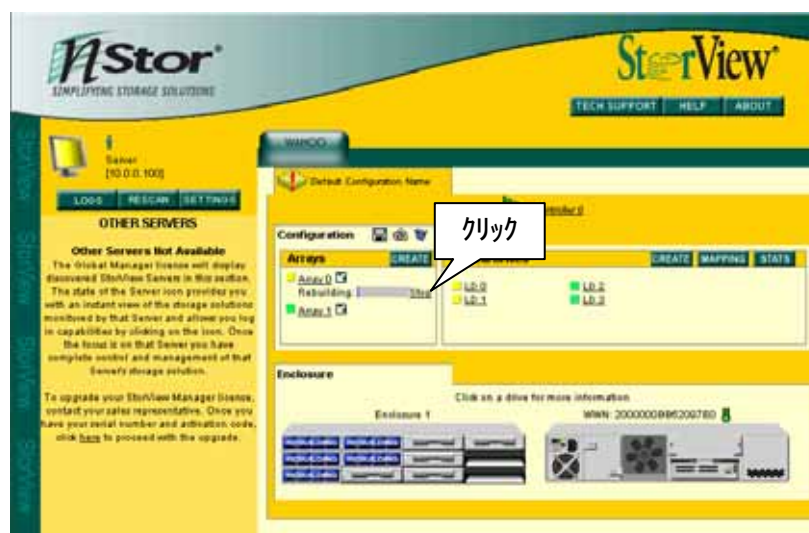 nStor
SIMPLIFYING STORAGE SOLUTIONS
StorView
TECH SUPPORT HELP ABOUT
Server
[10.0.0.100]
LOGS RESCAN SETTINGS
OTHER SERVERS
Other Servers Not Available
The Global Manager license will display
discovered StorView Servers in this section.
The state of the Server icon provides you
with an instant view of the storage solutions
monitored by that Server and allows you log
in capabilities by clicking on the icon. Once
the focus is on that Server you have
complete control and management of that
Server's storage solution.
To upgrade your StorView Manager license,
contact your sales representative. Once you
have your serial number and activation code,
click here to proceed with the upgrade.
WAHOO
Default Configuration Name
クリック
Configuration
Arrays CREATE
Array 0
Rebuilding: Stop
Array 1
CREATE MAPPING STATS
LD 0 LD 2
LD 1 LD 3
Enclosure
Click on a drive for more information
Enclosure 1
StorView
StorView
StorView
StorView